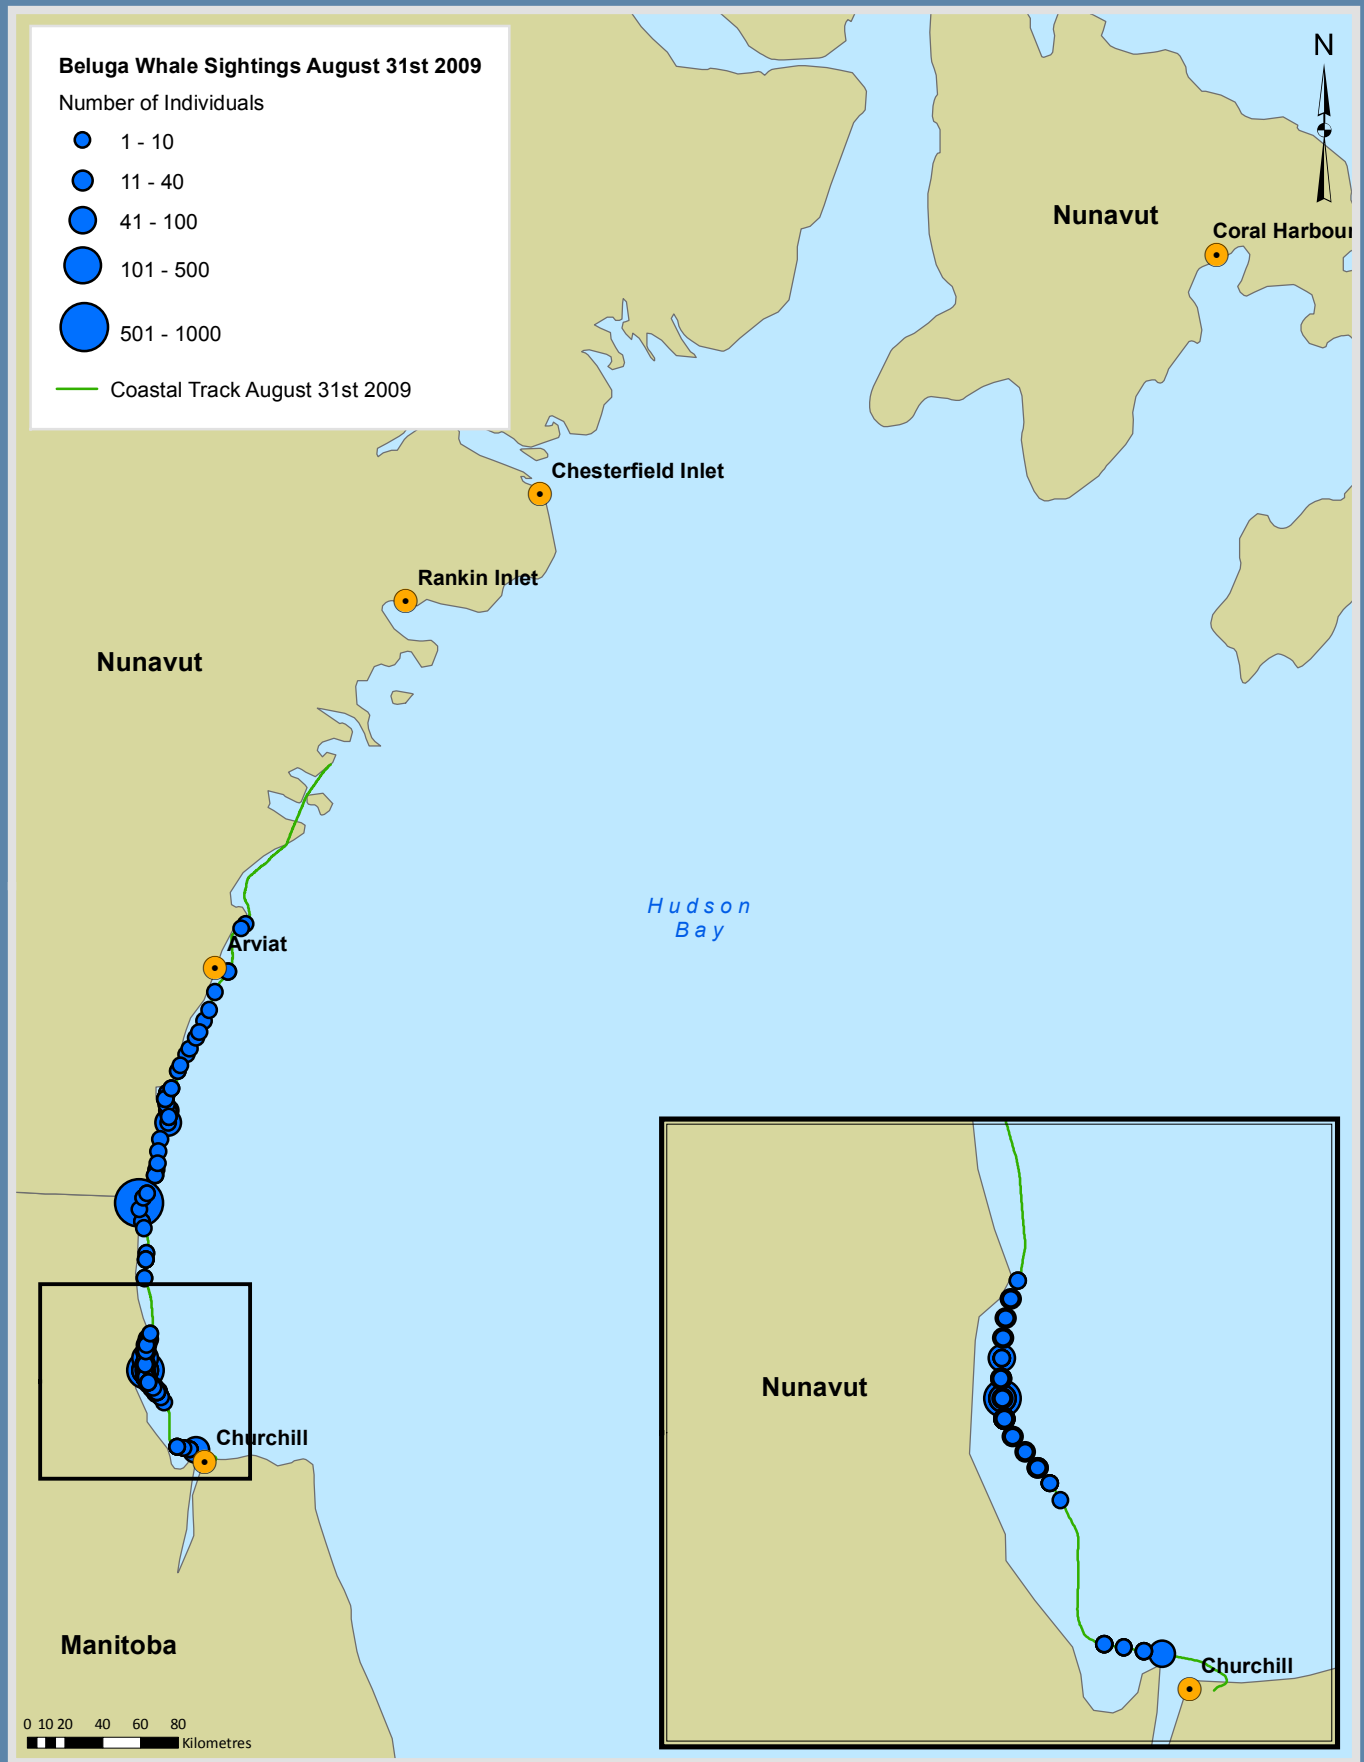 Beluga Whale Sightings August 31st 2009
Number of Individuals
1 - 10
11 - 40
41 - 100
101 - 500
501 - 1000
Coastal Track August 31st 2009
N
Nunavut
Coral Harbour
Chesterfield Inlet
Rankin Inlet
Nunavut
Hudson
Bay
Arviat
Nunavut
Churchill
Manitoba
Churchill
0 10 20 40 60 80
Kilometres